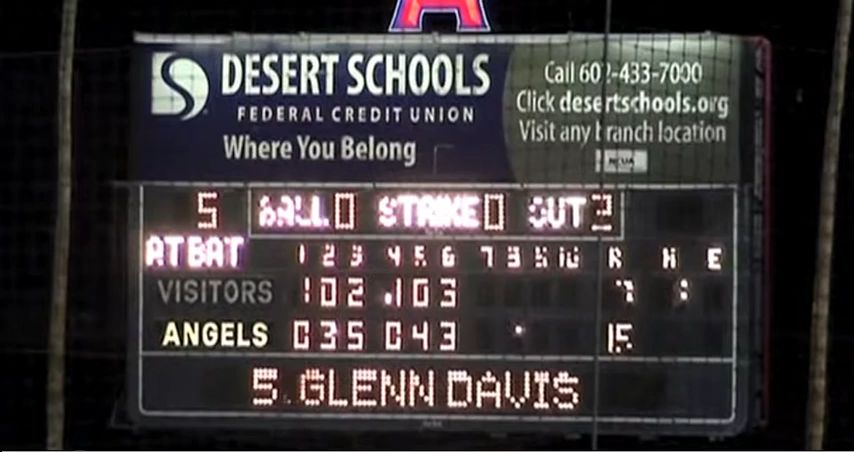 A
DESERT SCHOOLS
FEDERAL CREDIT UNION
Where You Belong
Call 602-433-7000
Click desertschools.org
Visit any branch location
NCUA
5 BALL 0 STRIKE 0 OUT 2
AT BAT 1 2 3 4 5 6 7 8 9 10 R H E
VISITORS 1 0 2 1 0 3 7
ANGELS 0 3 5 0 4 3 15
5 GLENN DAVIS